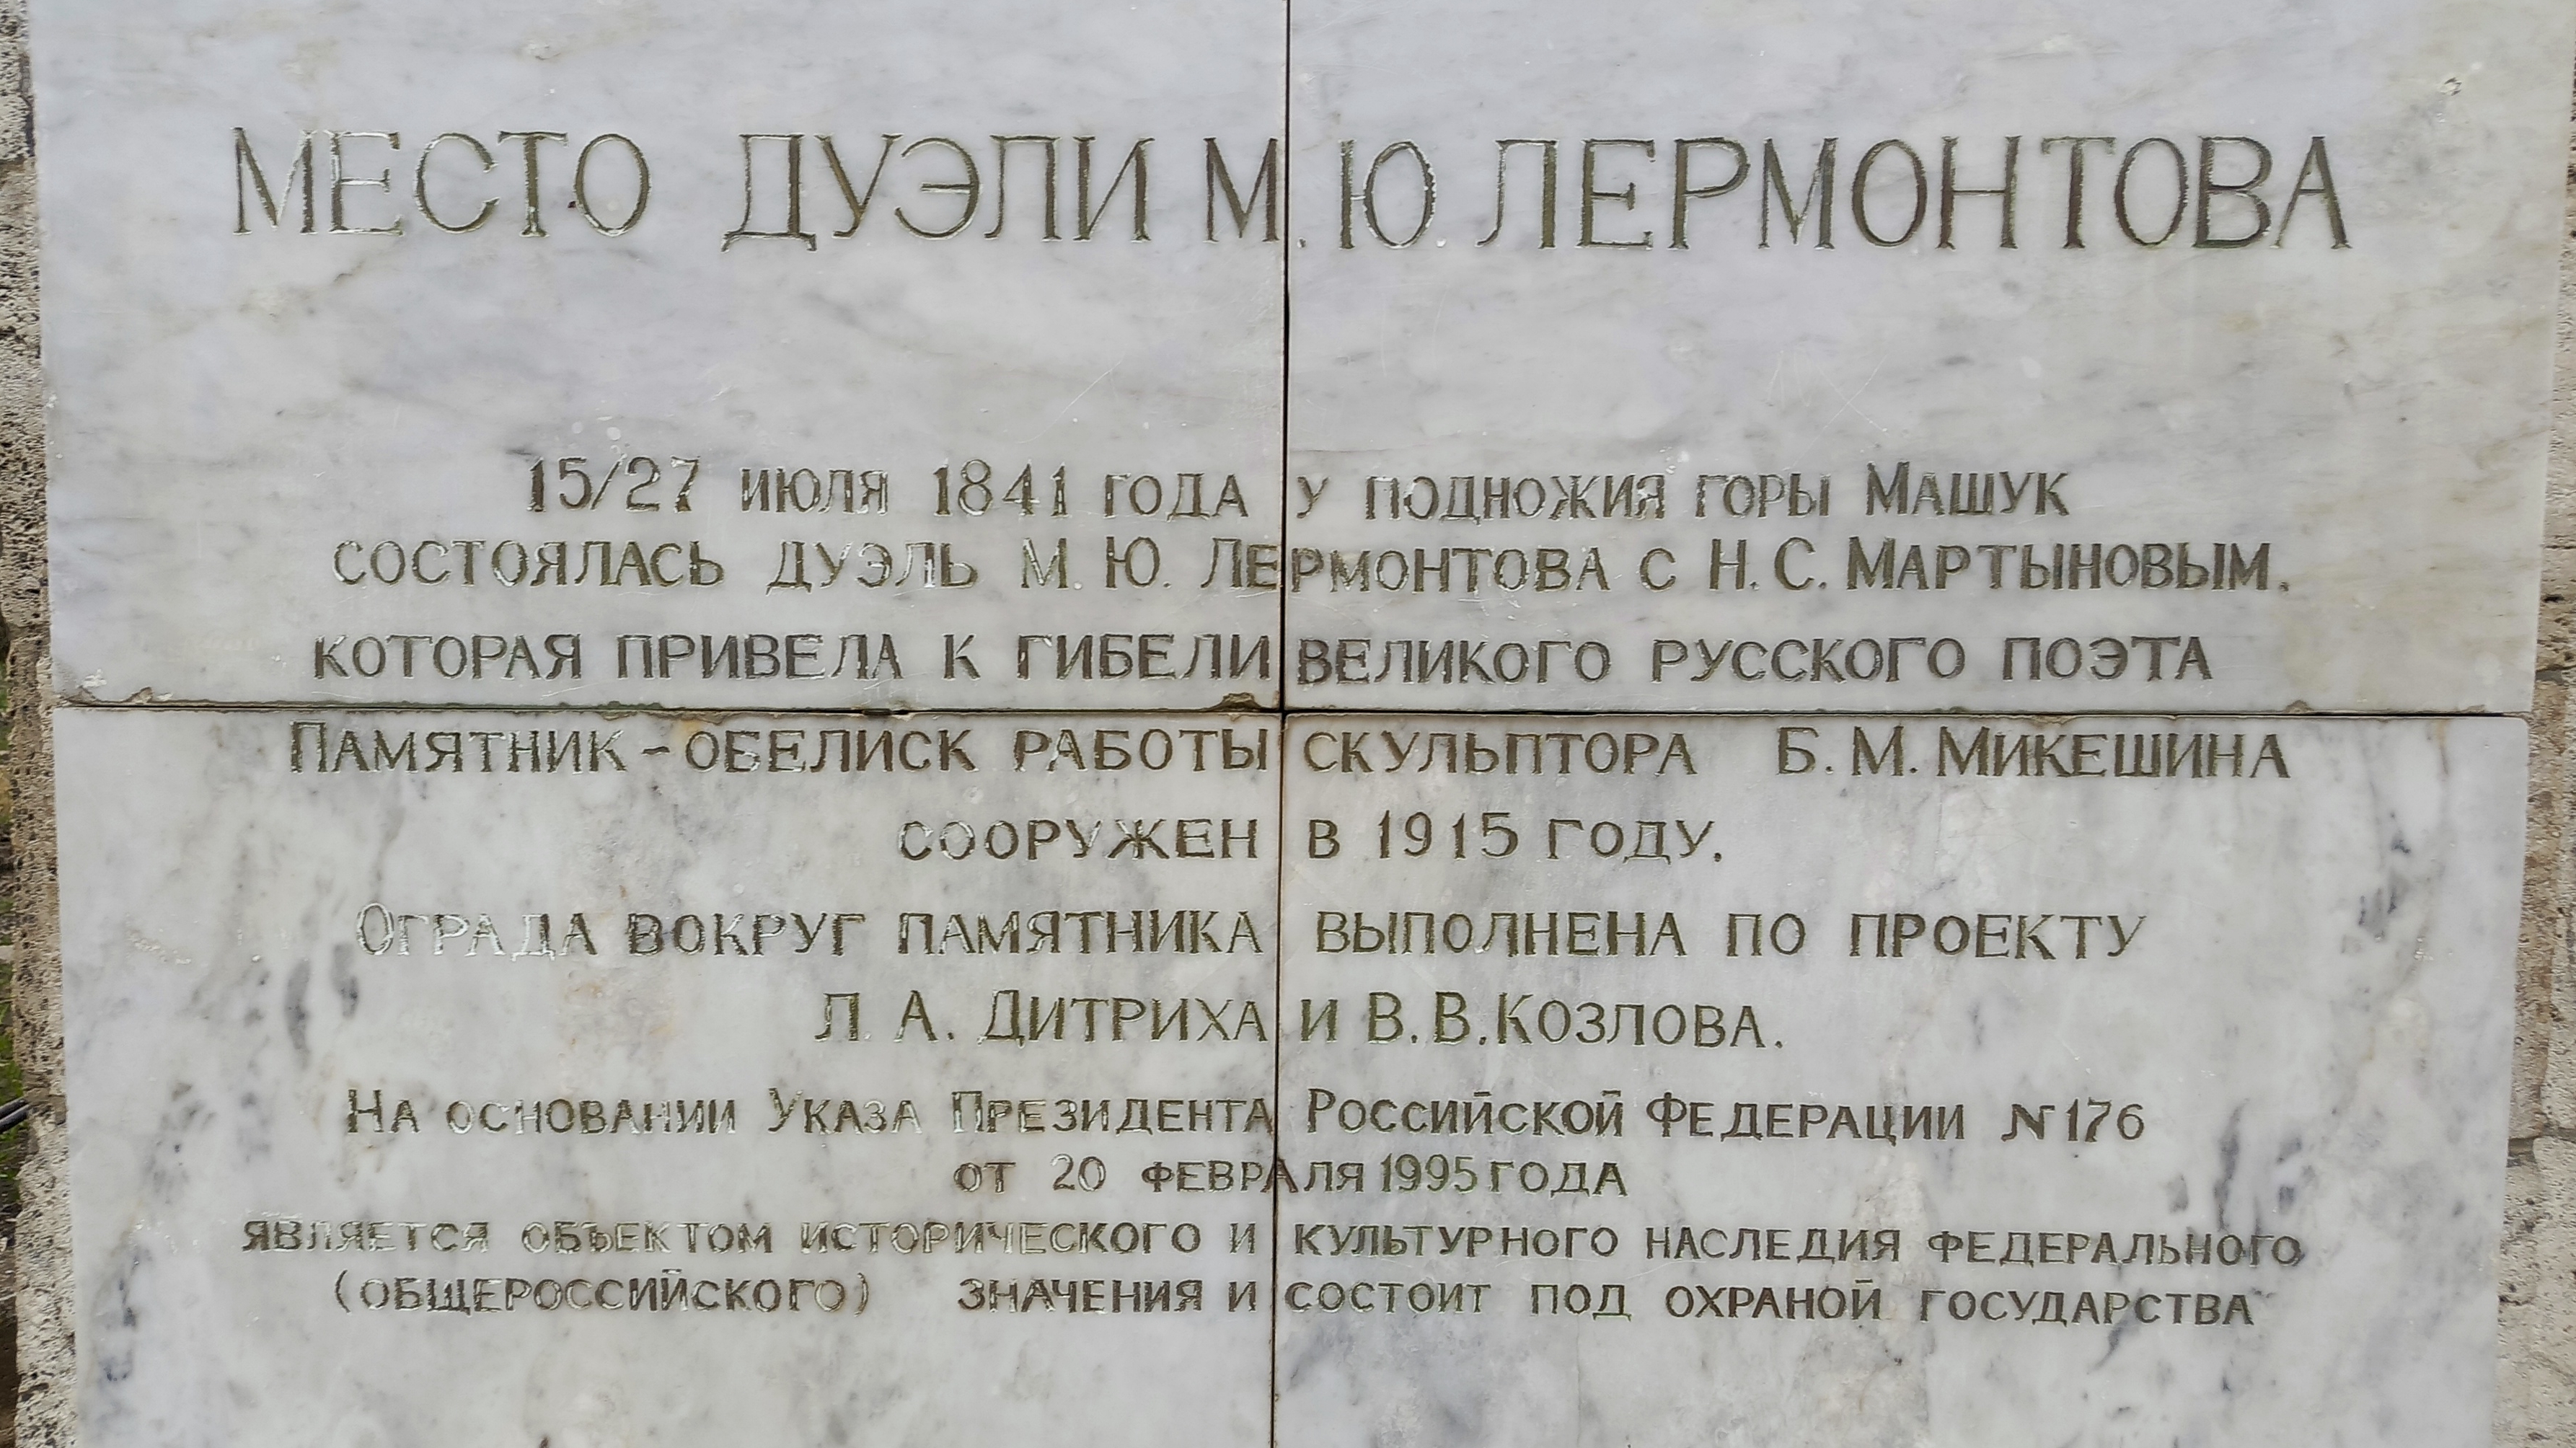 МЕСТО ДУЭЛИ М.Ю.ЛЕРМОНТОВА
15/27 ИЮЛЯ 1841 ГОДА У ПОДНОЖИЯ ГОРЫ МАШУК
СОСТОЯЛАСЬ ДУЭЛЬ М.Ю. ЛЕРМОНТОВА С Н.С. МАРТЫНОВЫМ.
КОТОРАЯ ПРИВЕЛА К ГИБЕЛИ ВЕЛИКОГО РУССКОГО ПОЭТА
ПАМЯТНИК-ОБЕЛИСК РАБОТЫ СКУЛЬПТОРА Б.М.МИКЕШИНА
СООРУЖЕН В 1915 ГОДУ.
ОГРАДА ВОКРУГ ПАМЯТНИКА ВЫПОЛНЕНА ПО ПРОЕКТУ
Л.А. ДИТРИХА И В.В.КОЗЛОВА.
НА ОСНОВАНИИ УКАЗА ПРЕЗИДЕНТА РОССИЙСКОЙ ФЕДЕРАЦИИ N176
ОТ 20 ФЕВРАЛЯ 1995 ГОДА
ЯВЛЯЕТСЯ ОБЪЕКТОМ ИСТОРИЧЕСКОГО И КУЛЬТУРНОГО НАСЛЕДИЯ ФЕДЕРАЛЬНОГО
(ОБЩЕРОССИЙСКОГО) ЗНАЧЕНИЯ И СОСТОИТ ПОД ОХРАНОЙ ГОСУДАРСТВА